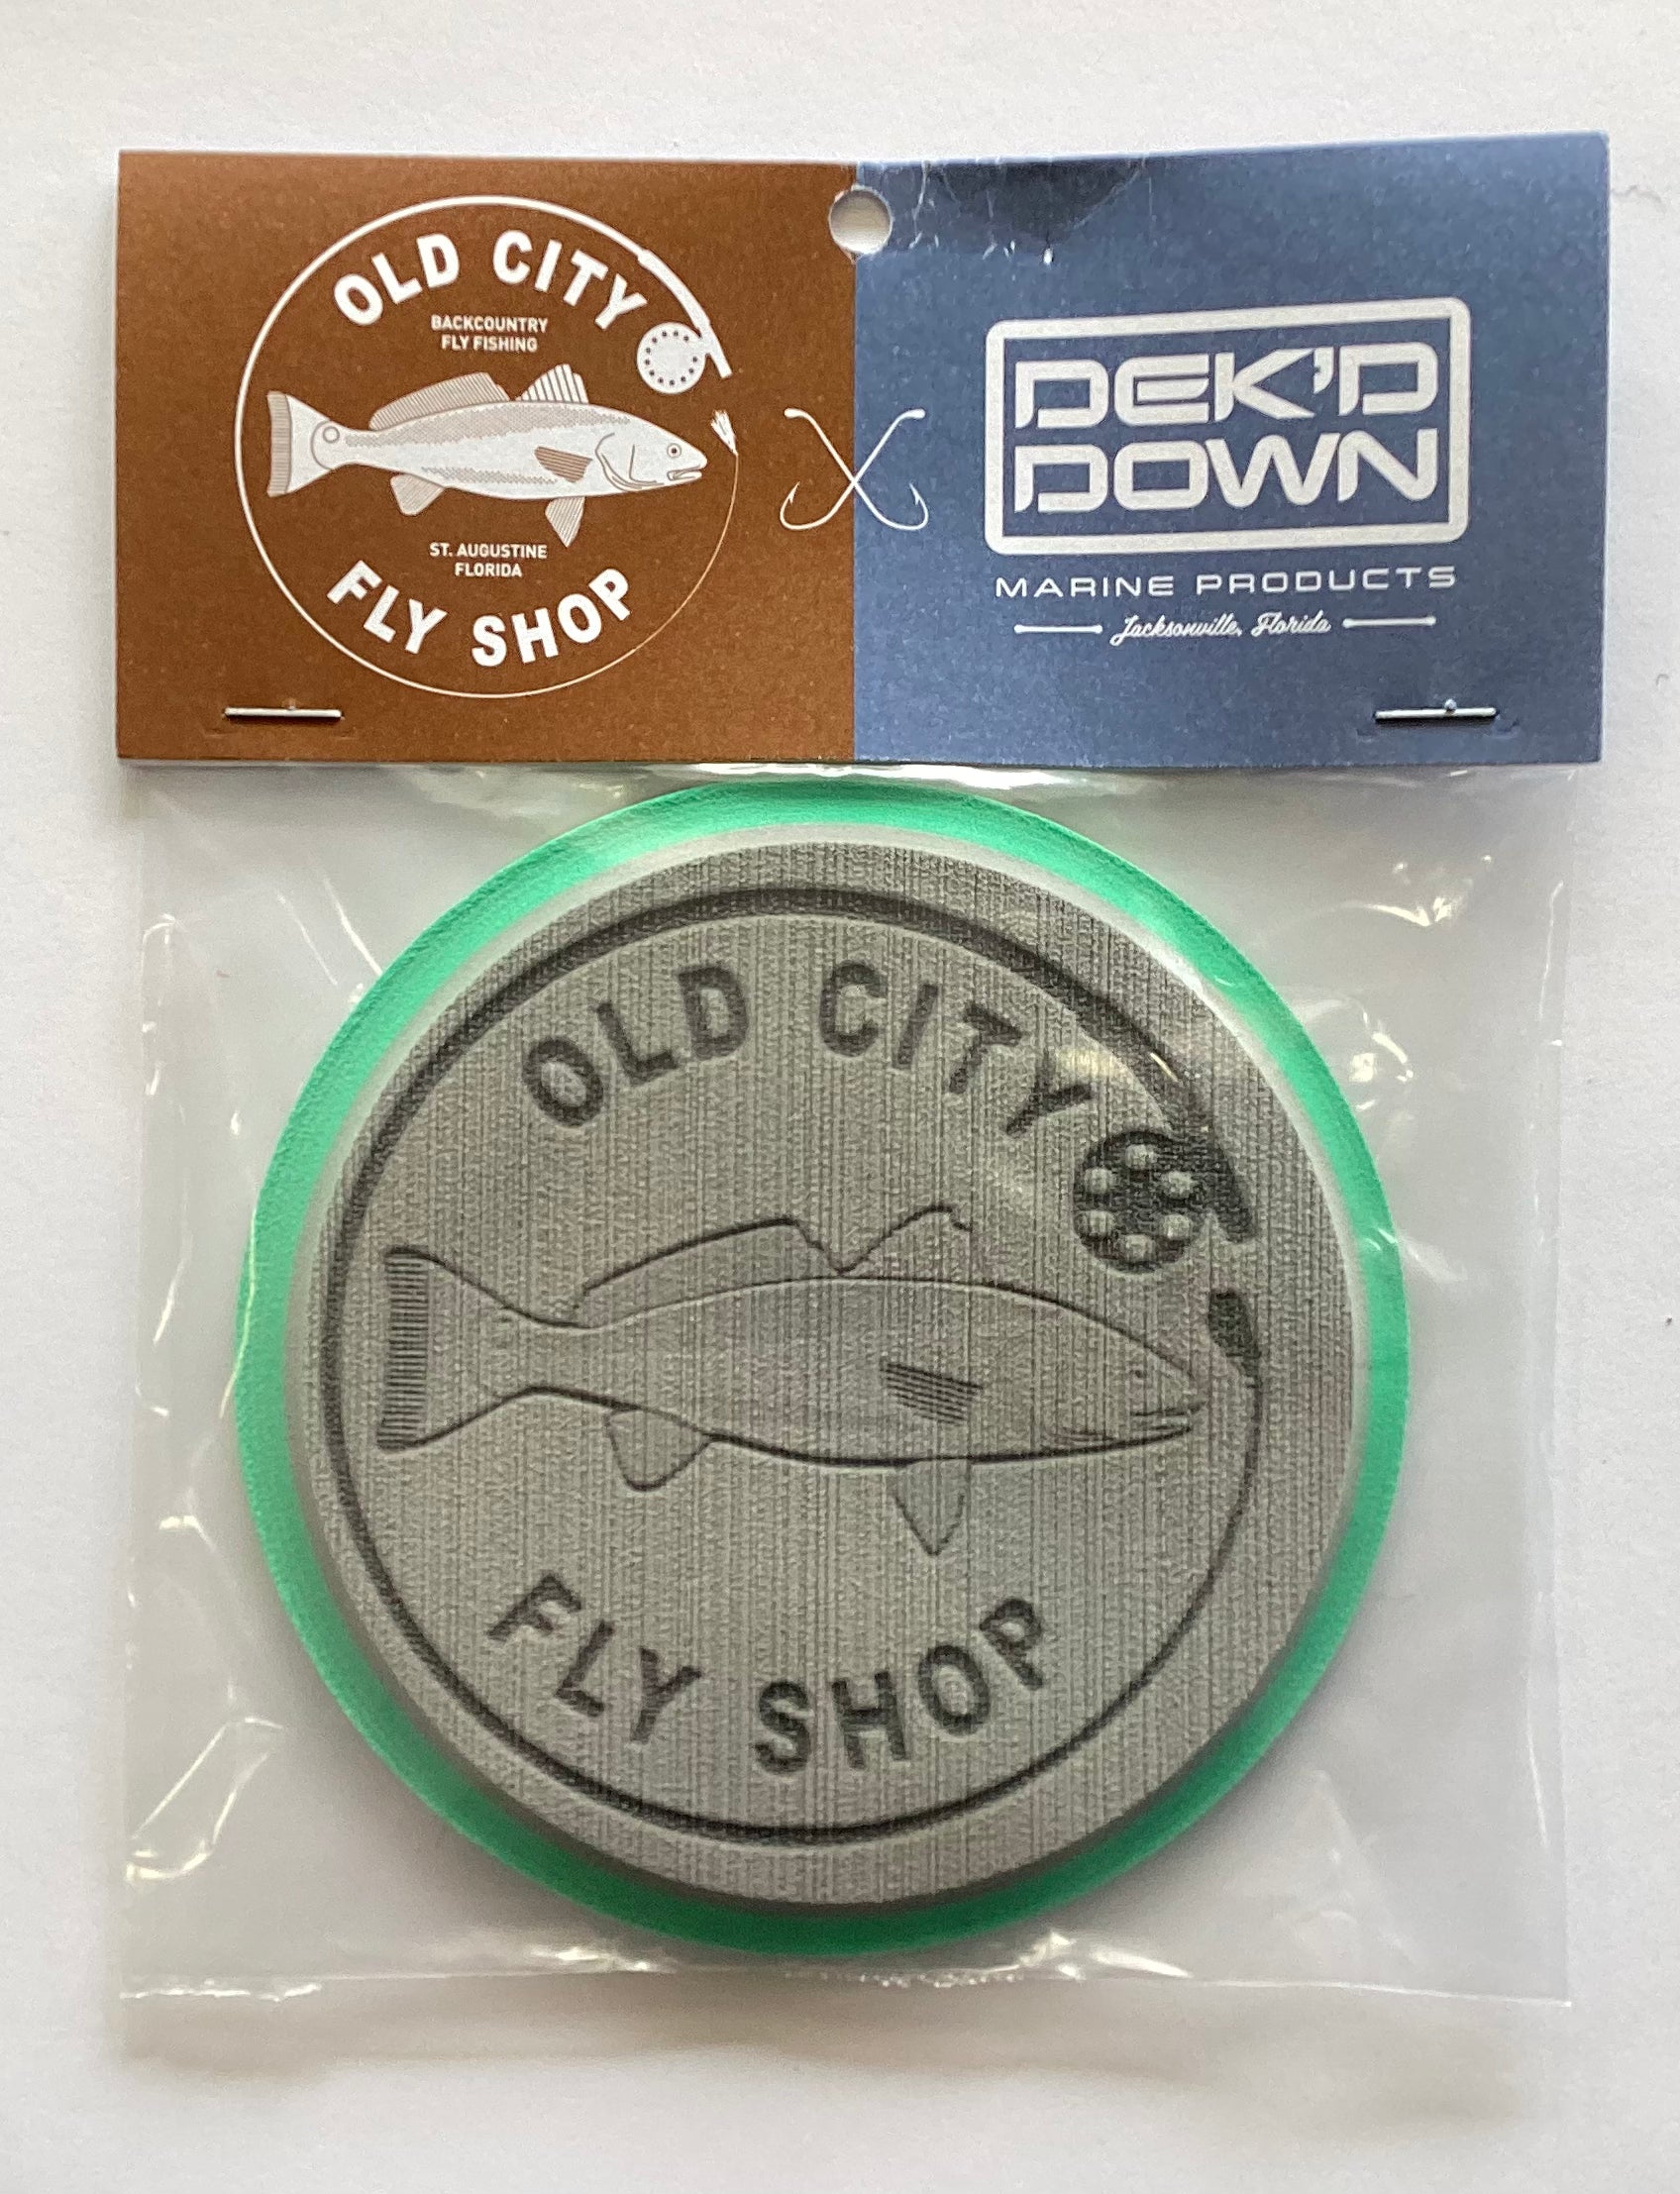 OLD CITY
BACKCOUNTRY
FLY FISHING
ST. AUGUSTINE
FLORIDA
FLY SHOP
DEK'D
DOWN
MARINE PRODUCTS
Jacksonville, Florida
OLD CITY
FLY SHOP